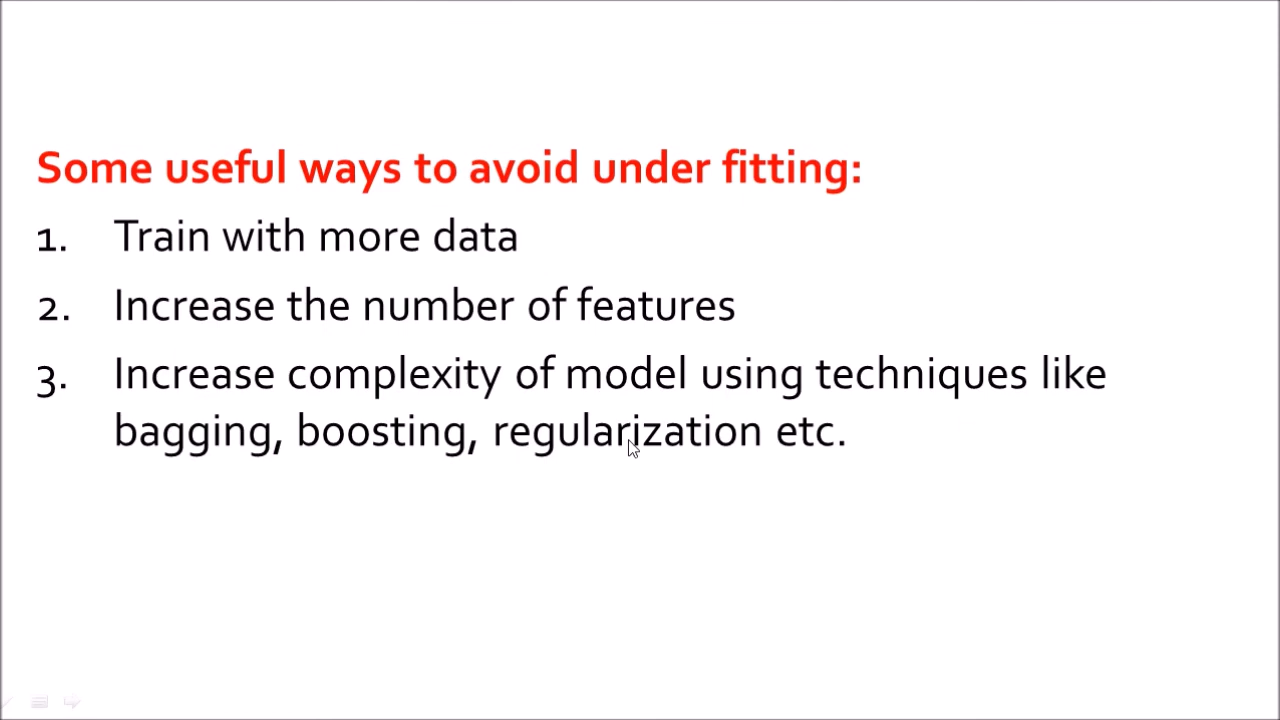 Some useful ways to avoid under fitting:
1. Train with more data
2. Increase the number of features
3. Increase complexity of model using techniques like
bagging, boosting, regularization etc.